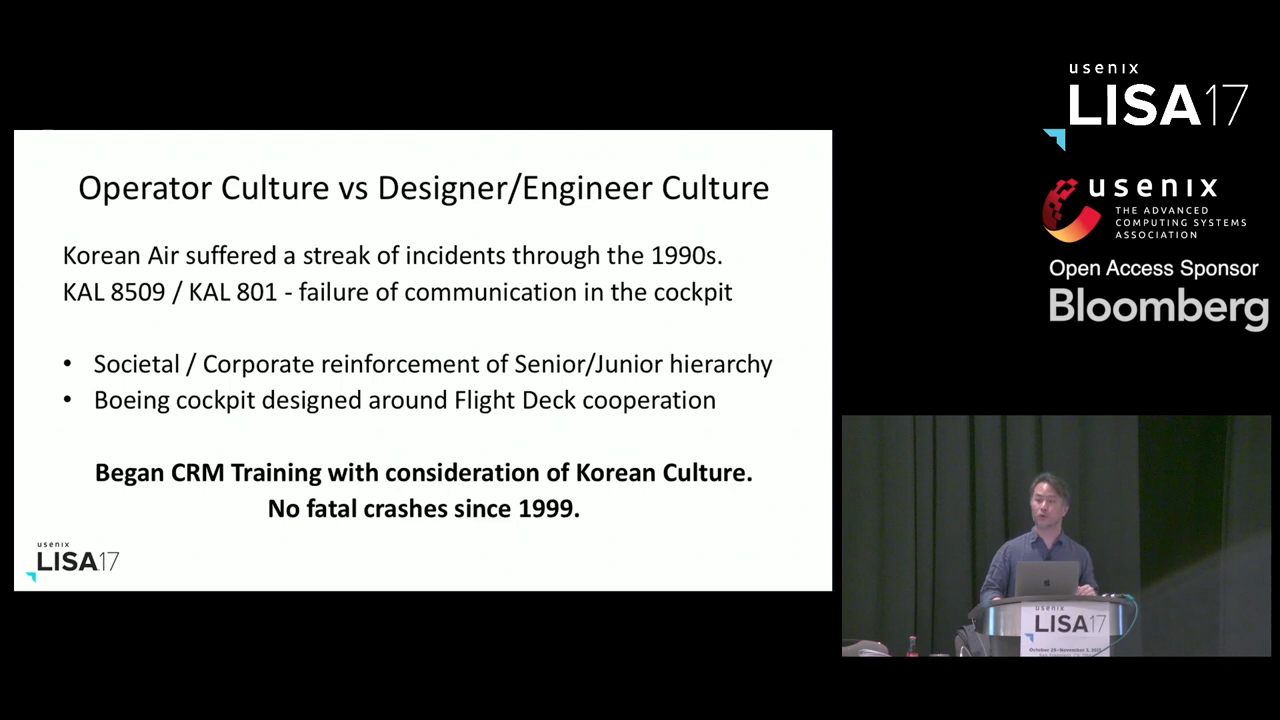 Operator Culture vs Designer/Engineer Culture
Korean Air suffered a streak of incidents through the 1990s.
KAL 8509 / KAL 801 - failure of communication in the cockpit
• Societal / Corporate reinforcement of Senior/Junior hierarchy
• Boeing cockpit designed around Flight Deck cooperation
Began CRM Training with consideration of Korean Culture.
No fatal crashes since 1999.
usenix
LISA17
usenix
LISA17
usenix
THE ADVANCED
COMPUTING SYSTEMS
ASSOCIATION
Open Access Sponsor
Bloomberg
usenix
LISA17